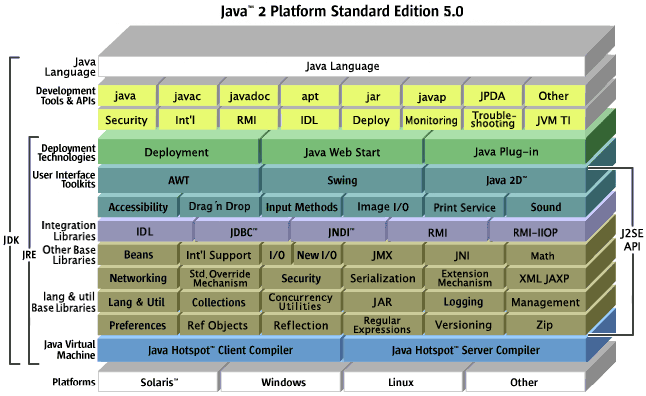 Java™ 2 Platform Standard Edition 5.0
Java Language
Java Language
Development Tools & APIs
java javac javadoc apt jar javap JPDA Other
Security Int'l RMI IDL Deploy Monitoring Trouble-shooting JVM TI
Deployment Technologies
Deployment Java Web Start Java Plug-in
User Interface Toolkits
AWT Swing Java 2D™
Accessibility Drag 'n Drop Input Methods Image I/O Print Service Sound
Integration Libraries
IDL JDBC™ JNDI™ RMI RMI-IIOP
Other Base Libraries
Beans Int'l Support I/O New I/O JMX JNI Math
Networking Std. Override Mechanism Security Serialization Extension Mechanism XML JAXP
lang & util Base Libraries
Lang & Util Collections Concurrency Utilities JAR Logging Management
Preferences Ref Objects Reflection Regular Expressions Versioning Zip
Java Virtual Machine
Java Hotspot™ Client Compiler Java Hotspot™ Server Compiler
Platforms
Solaris™ Windows Linux Other
JDK
JRE
J2SE API